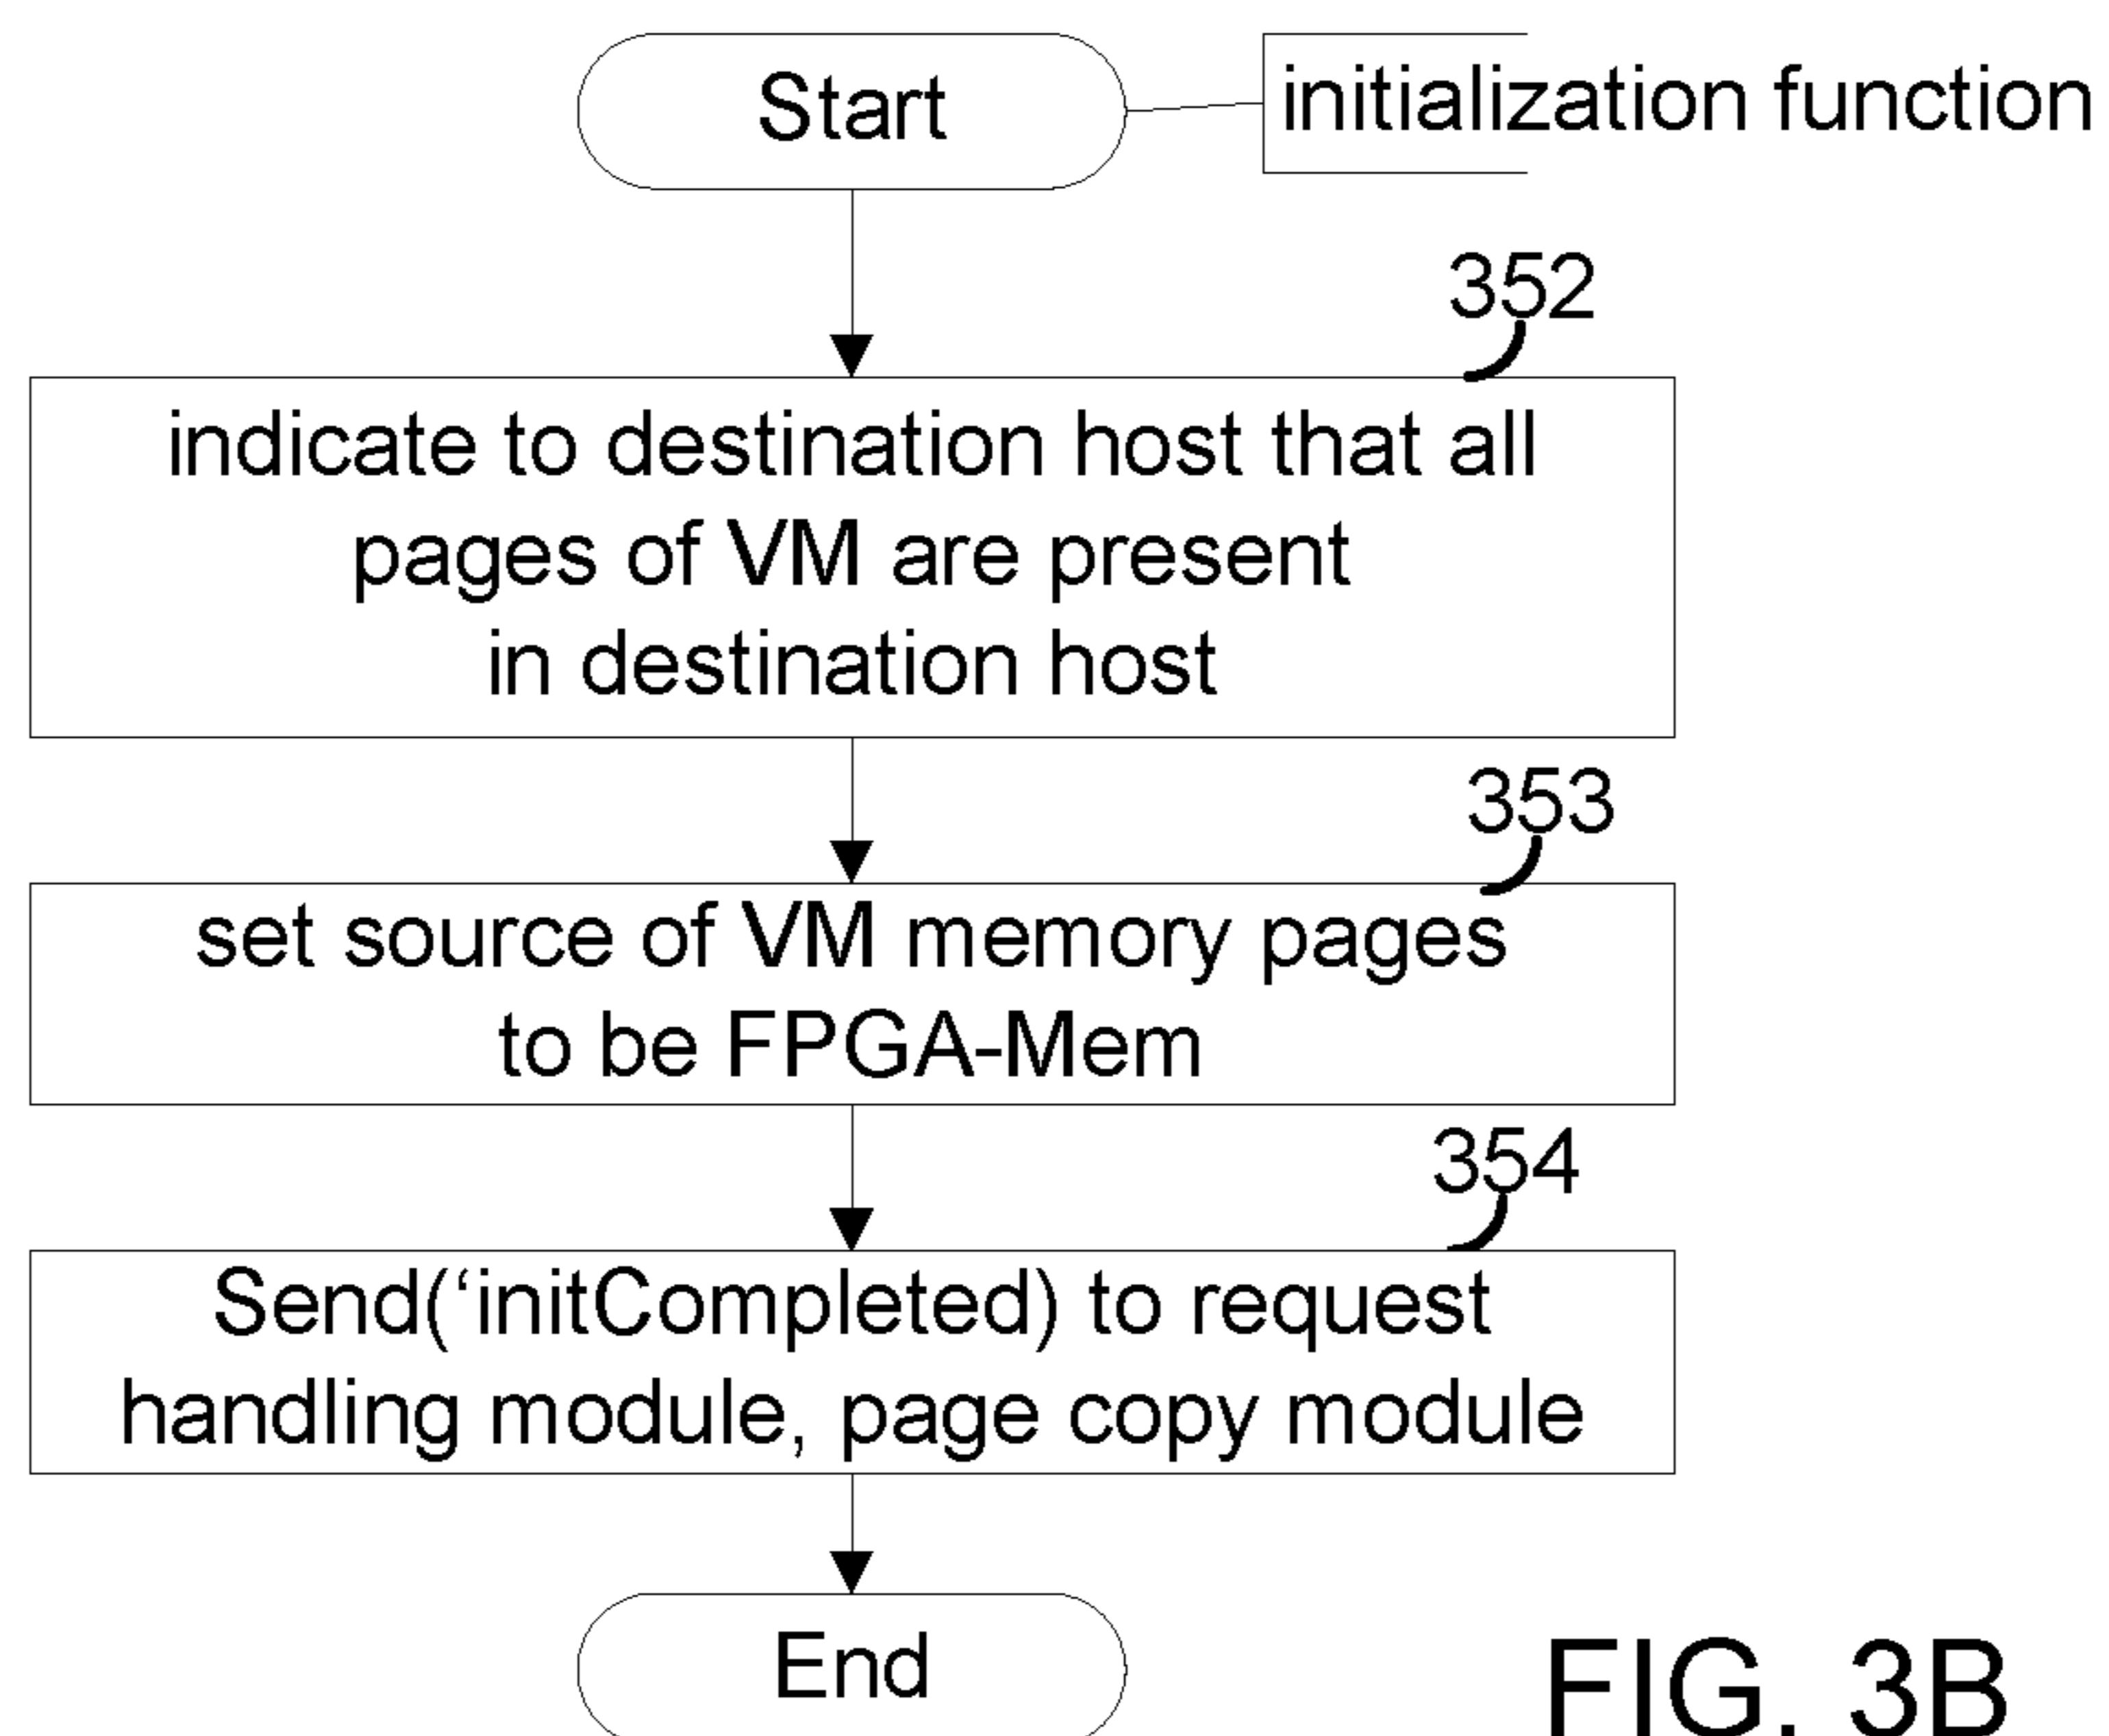 Start
initialization function
352
indicate to destination host that all
pages of VM are present
in destination host
353
set source of VM memory pages
to be FPGA-Mem
354
Send(‘initCompleted) to request
handling module, page copy module
End
FIG. 3B